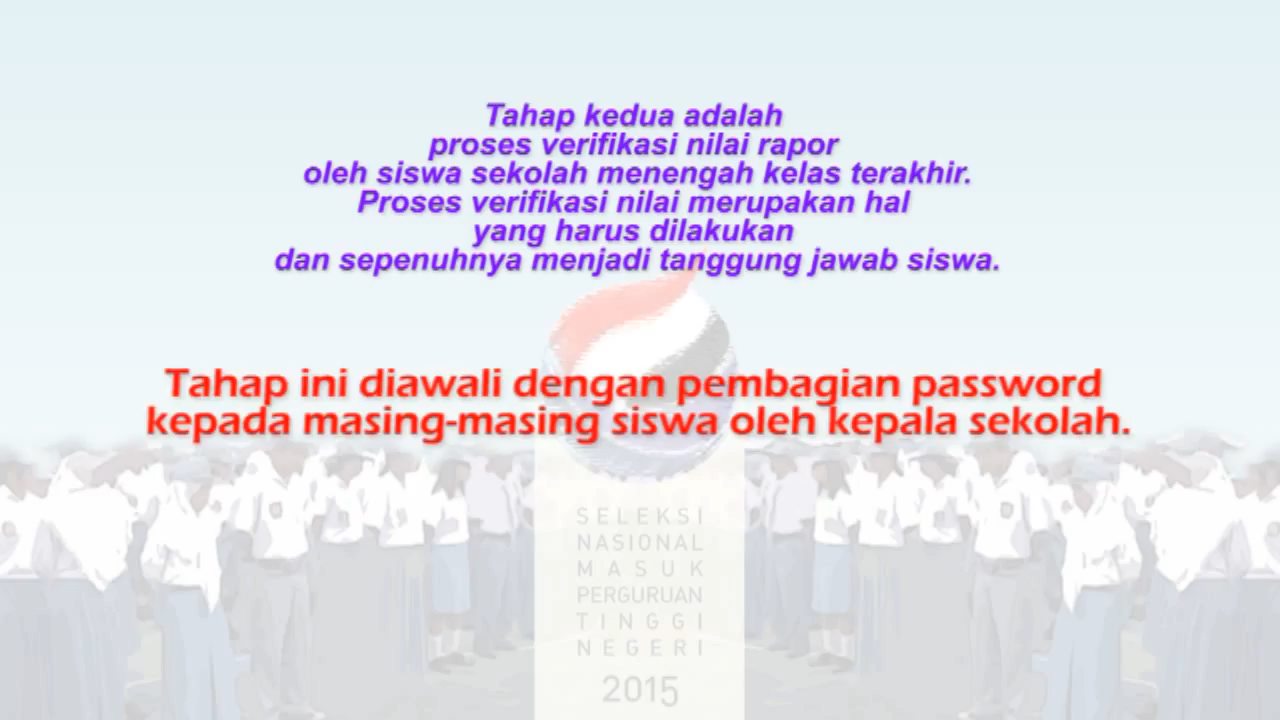 Tahap kedua adalah
proses verifikasi nilai rapor
oleh siswa sekolah menengah kelas terakhir.
Proses verifikasi nilai merupakan hal
yang harus dilakukan
dan sepenuhnya menjadi tanggung jawab siswa.
Tahap ini diawali dengan pembagian password
kepada masing-masing siswa oleh kepala sekolah.
SELEKSI
NASIONAL
MASUK
PERGURUAN
TINGGI
NEGERI
2015